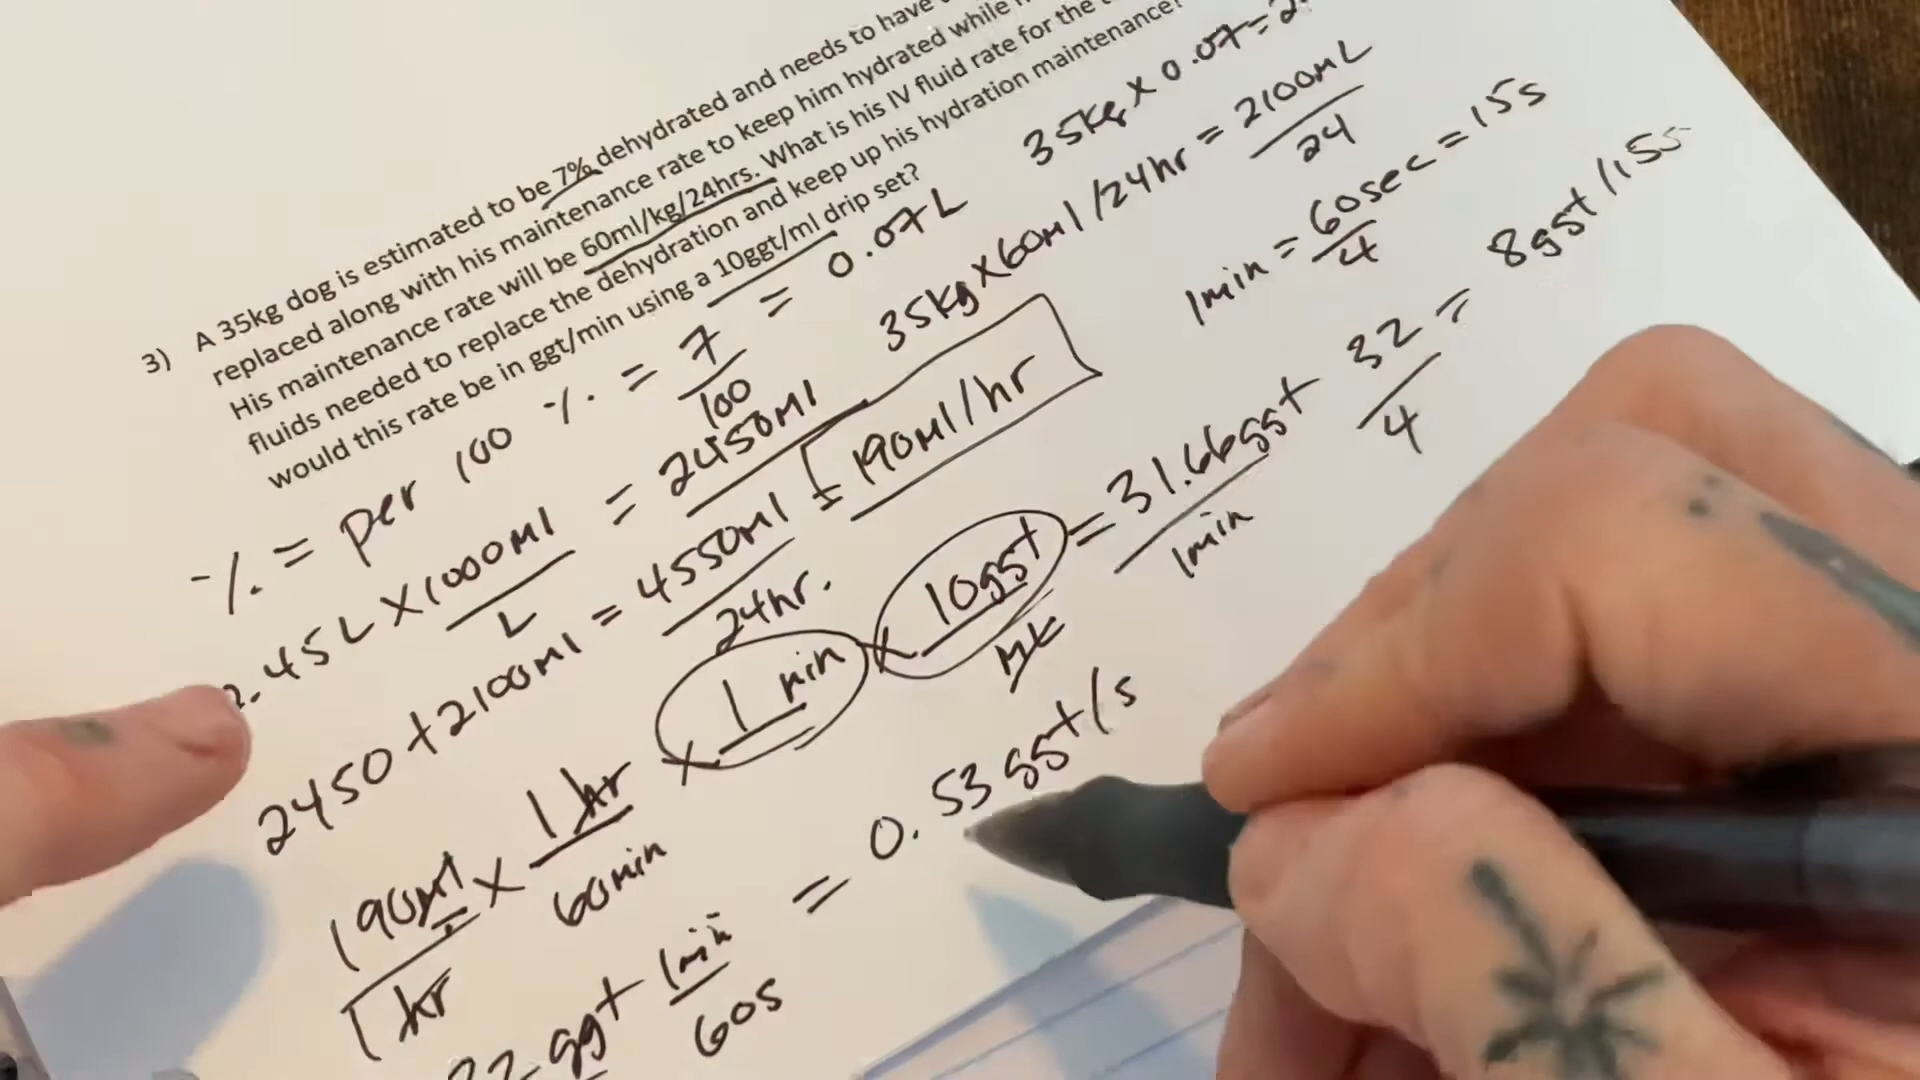 3) A 35kg dog is estimated to be 7% dehydrated and needs to have
replaced along with his maintenance rate to keep him hydrated while
His maintenance rate will be 60ml/kg/24hrs. What is his IV fluid rate for the
fluids needed to replace the dehydration and keep up his hydration maintenance?
would this rate be in ggt/min using a 10ggt/ml drip set?
35kg x 0.07 =
-/. = per 100 -/. = 7/100 = 0.07L
35kg x 60ml/24hr = 2100mL/24
.45L x 1000ml/L = 2450ml
1min = 60sec/4 = 15s
2450 + 2100ml = 4550ml/24hr. = 190ml/hr
32/4 = 8ggt/15s
190ml/1hr x 1hr/60min x 1min x 10ggt/mL = 31.66ggt/1min
ggt 1min/60s = 0.53 ggt/s